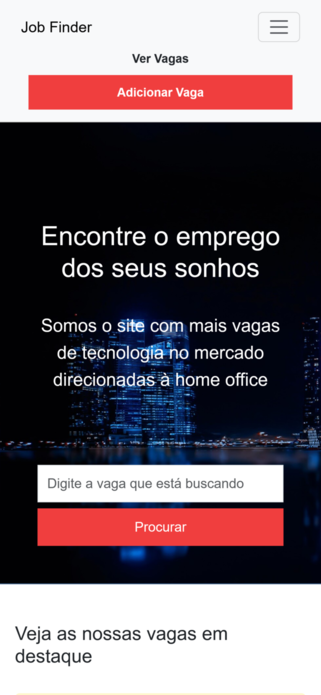 Job Finder
Ver Vagas
Adicionar Vaga
Encontre o emprego
dos seus sonhos
Somos o site com mais vagas
de tecnologia no mercado
direcionadas à home office
Digite a vaga que está buscando
Procurar
Veja as nossas vagas em
destaque